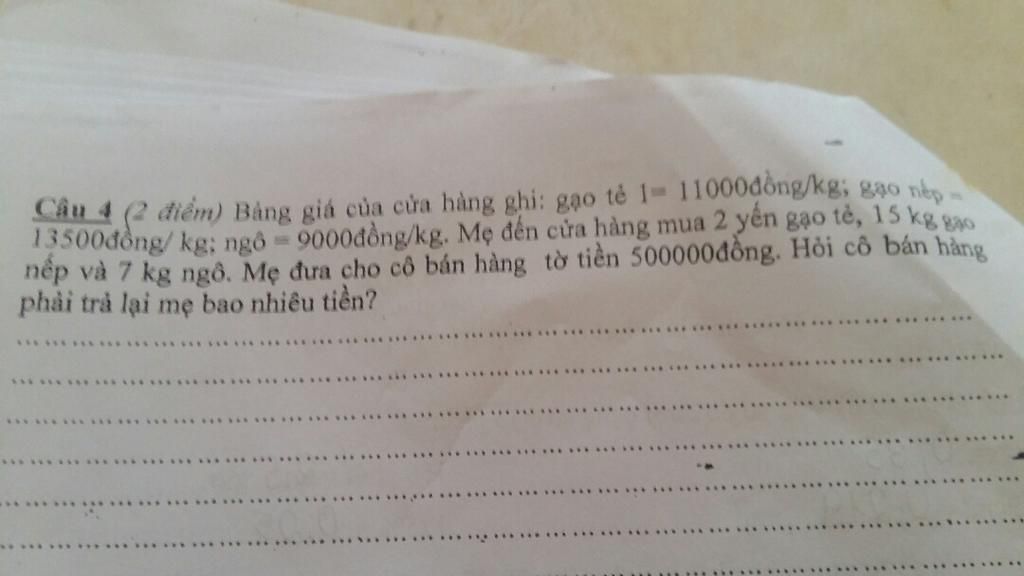 Câu 4 (2 điểm) Bảng giá của cửa hàng ghi: gạo tẻ 1= 11000đồng/kg; gạo nếp =
13500đồng/ kg; ngô = 9000đồng/kg. Mẹ đến cửa hàng mua 2 yến gạo tẻ, 15 kg gạo
nếp và 7 kg ngô. Mẹ đưa cho cô bán hàng tờ tiền 500000đồng. Hỏi cô bán hàng
phải trả lại mẹ bao nhiêu tiền?